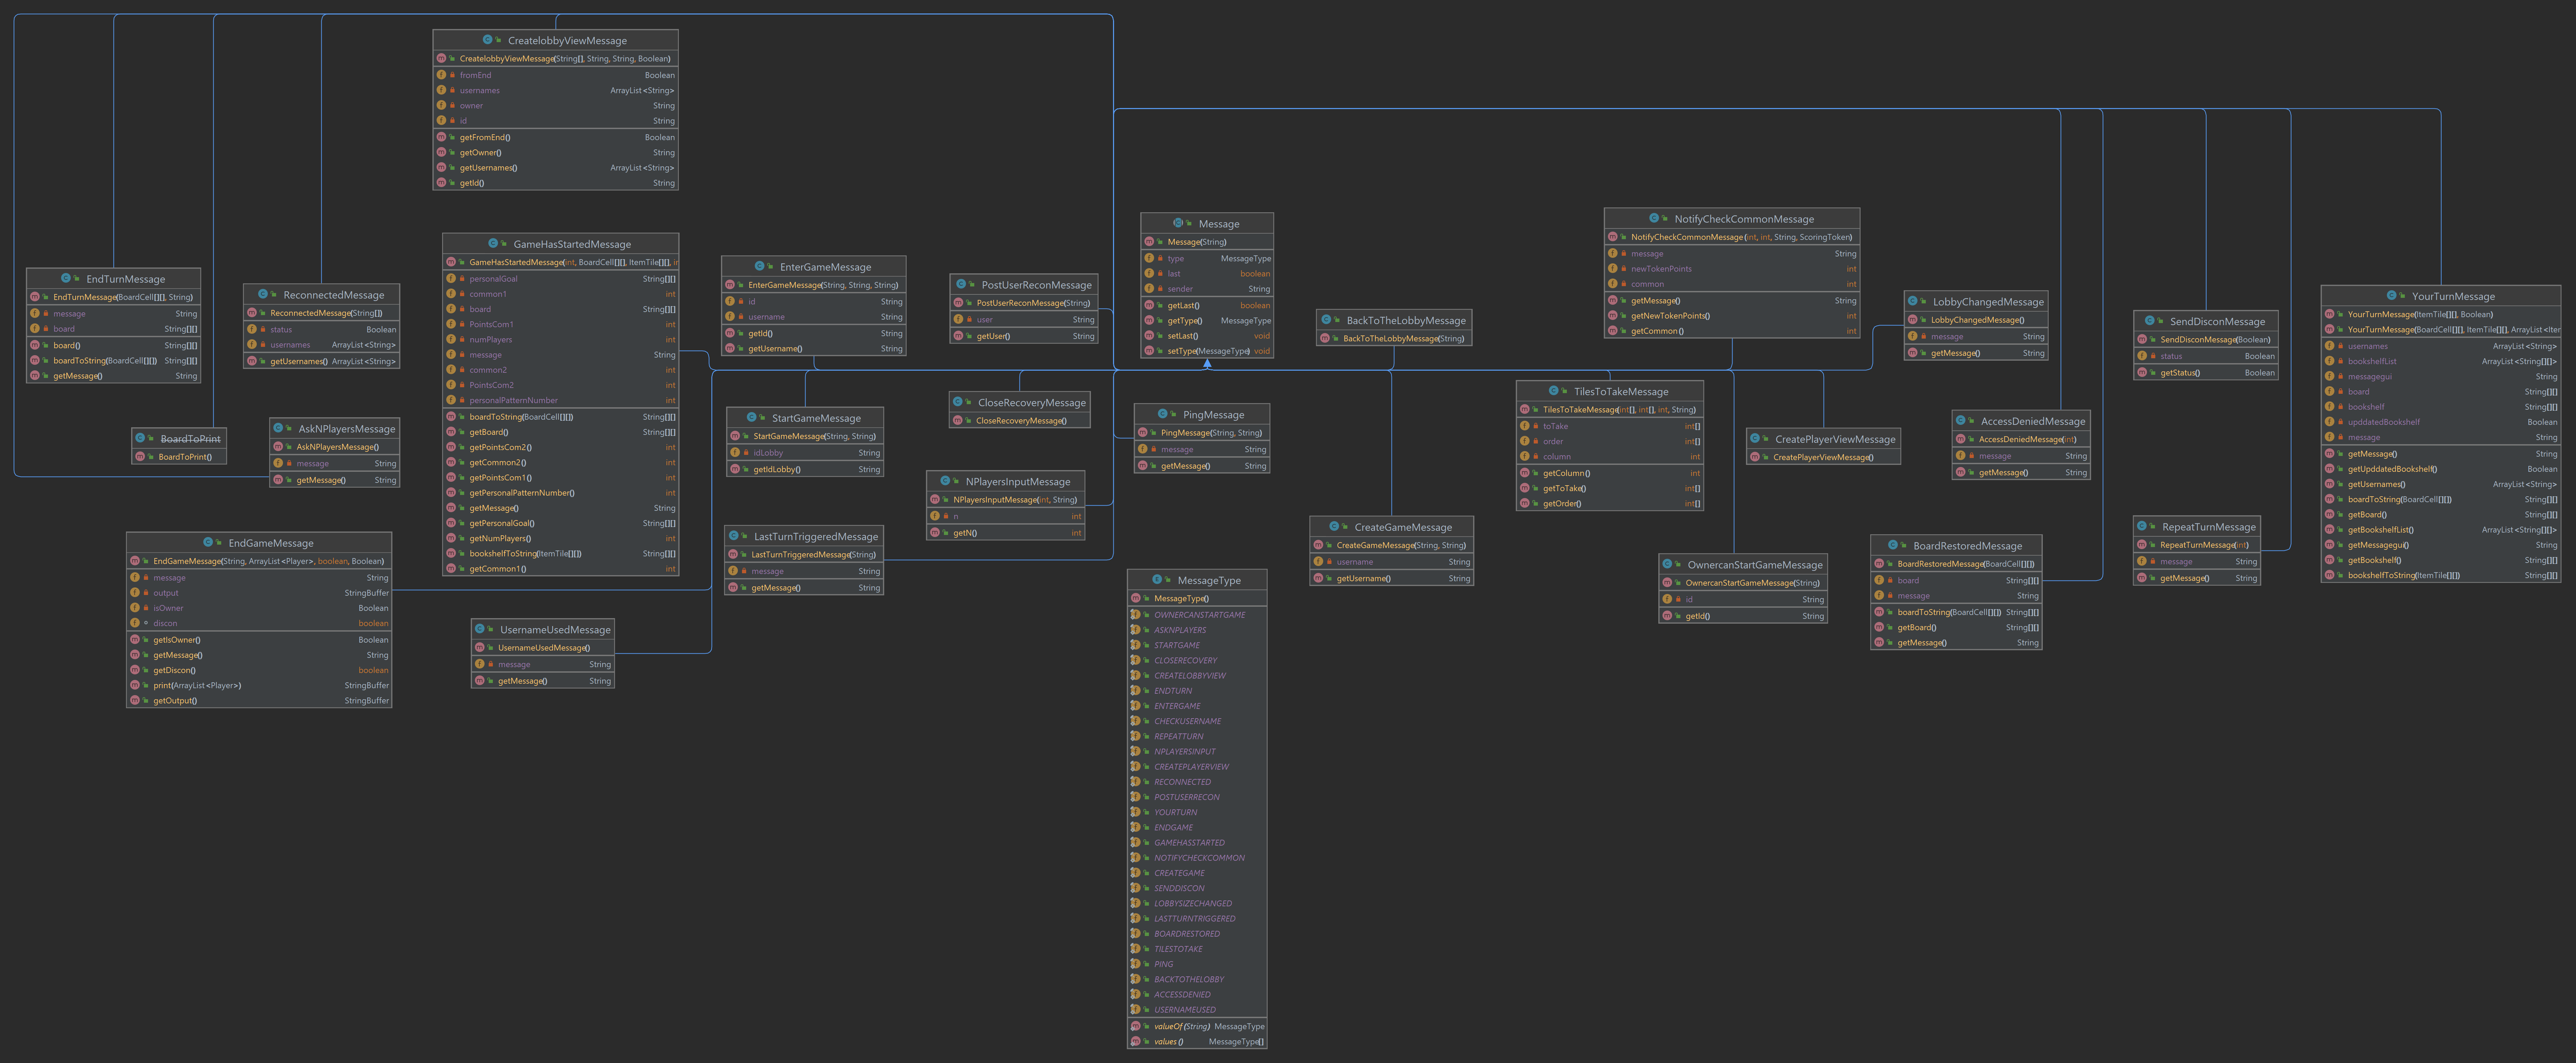 CreatelobbyViewMessage
CreatelobbyViewMessage(String[], String, String, Boolean)
fromEnd Boolean
usernames ArrayList<String>
owner String
id String
getFromEnd() Boolean
getOwner() String
getUsernames() ArrayList<String>
getId() String
EndTurnMessage
EndTurnMessage(BoardCell[][], String)
message String
board String[][]
board() String[][]
boardToString(BoardCell[][]) String[][]
getMessage() String
ReconnectedMessage
ReconnectedMessage(String[])
status Boolean
usernames ArrayList<String>
getUsernames() ArrayList<String>
BoardToPrint
BoardToPrint()
AskNPlayersMessage
AskNPlayersMessage()
message String
getMessage() String
EndGameMessage
EndGameMessage(String, ArrayList<Player>, boolean, Boolean)
message String
output StringBuffer
isOwner Boolean
discon boolean
getIsOwner() Boolean
getMessage() String
getDiscon() boolean
print(ArrayList<Player>) StringBuffer
getOutput() StringBuffer
GameHasStartedMessage
GameHasStartedMessage(int, BoardCell[][], ItemTile[][], i
personalGoal String[][]
common1 int
board String[][]
PointsCom1 int
numPlayers int
message String
common2 int
PointsCom2 int
personalPatternNumber int
boardToString(BoardCell[][]) String[][]
getBoard() String[][]
getPointsCom2() int
getCommon2() int
getPointsCom1() int
getPersonalPatternNumber() int
getMessage() String
getPersonalGoal() String[][]
getNumPlayers() int
bookshelfToString(ItemTile[][]) String[][]
getCommon1() int
UsernameUsedMessage
UsernameUsedMessage()
message String
getMessage() String
EnterGameMessage
EnterGameMessage(String, String, String)
id String
username String
getId() String
getUsername() String
StartGameMessage
StartGameMessage(String, String)
idLobby String
getIdLobby() String
LastTurnTriggeredMessage
LastTurnTriggeredMessage(String)
message String
getMessage() String
PostUserReconMessage
PostUserReconMessage(String)
user String
getUser() String
CloseRecoveryMessage
CloseRecoveryMessage()
NPlayersInputMessage
NPlayersInputMessage(int, String)
n int
getN() int
Message
Message(String)
type MessageType
last boolean
sender String
getLast() boolean
getType() MessageType
setLast() void
setType(MessageType) void
PingMessage
PingMessage(String, String)
message String
getMessage() String
MessageType
MessageType()
OWNERCANSTARTGAME
ASKNPLAYERS
STARTGAME
CLOSERECOVERY
CREATELOBBYVIEW
ENDTURN
ENTERGAME
CHECKUSERNAME
REPEATTURN
NPLAYERSINPUT
CREATEPLAYERVIEW
RECONNECTED
POSTUSERRECON
YOURTURN
ENDGAME
GAMEHASSTARTED
NOTIFYCHECKCOMMON
CREATEGAME
SENDDISCON
LOBBYSIZECHANGED
LASTTURNTRIGGERED
BOARDRESTORED
TILESTOTAKE
PING
BACKTOTHELOBBY
ACCESSDENIED
USERNAMEUSED
valueOf(String) MessageType
values() MessageType[]
BackToTheLobbyMessage
BackToTheLobbyMessage(String)
CreateGameMessage
CreateGameMessage(String, String)
username String
getUsername() String
NotifyCheckCommonMessage
NotifyCheckCommonMessage(int, int, String, ScoringToken)
message String
newTokenPoints int
common int
getMessage() String
getNewTokenPoints() int
getCommon() int
TilesToTakeMessage
TilesToTakeMessage(int[], int[], int, String)
toTake int[]
order int[]
column int
getColumn() int
getToTake() int[]
getOrder() int[]
OwnercanStartGameMessage
OwnercanStartGameMessage(String)
id String
getId() String
CreatePlayerViewMessage
CreatePlayerViewMessage()
LobbyChangedMessage
LobbyChangedMessage()
message String
getMessage() String
AccessDeniedMessage
AccessDeniedMessage(int)
message String
getMessage() String
BoardRestoredMessage
BoardRestoredMessage(BoardCell[][])
board String[][]
message String
boardToString(BoardCell[][]) String[][]
getBoard() String[][]
getMessage() String
SendDisconMessage
SendDisconMessage(Boolean)
status Boolean
getStatus() Boolean
RepeatTurnMessage
RepeatTurnMessage(int)
message String
getMessage() String
YourTurnMessage
YourTurnMessage(ItemTile[][], Boolean)
YourTurnMessage(BoardCell[][], ItemTile[][], ArrayList<Iter
usernames ArrayList<String>
bookshelfList ArrayList<String[][]>
messagegui String
board String[][]
bookshelf String[][]
upddatedBookshelf Boolean
message String
getMessage() String
getUpddatedBookshelf() Boolean
getUsernames() ArrayList<String>
boardToString(BoardCell[][]) String[][]
getBoard() String[][]
getBookshelfList() ArrayList<String[][]>
getMessagegui() String
getBookshelf() String[][]
bookshelfToString(ItemTile[][]) String[][]